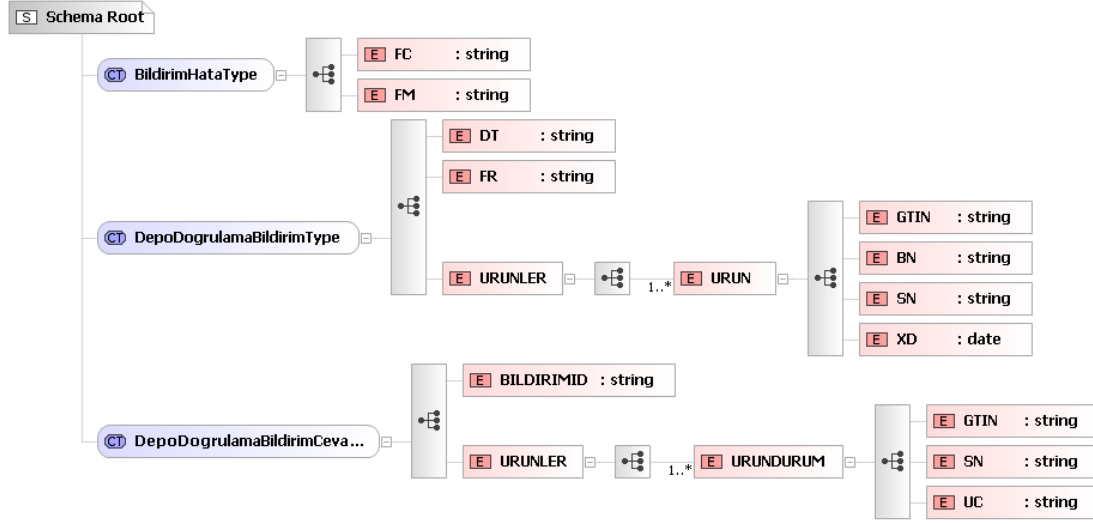 S Schema Root
CT BildirimHataType
E FC : string
E FM : string
CT DepoDogrulamaBildirimType
E DT : string
E FR : string
E URUNLER
1..*
E URUN
E GTIN : string
E BN : string
E SN : string
E XD : date
CT DepoDogrulamaBildirimCeva...
E BILDIRIMID : string
E URUNLER
1..*
E URUNDURUM
E GTIN : string
E SN : string
E UC : string